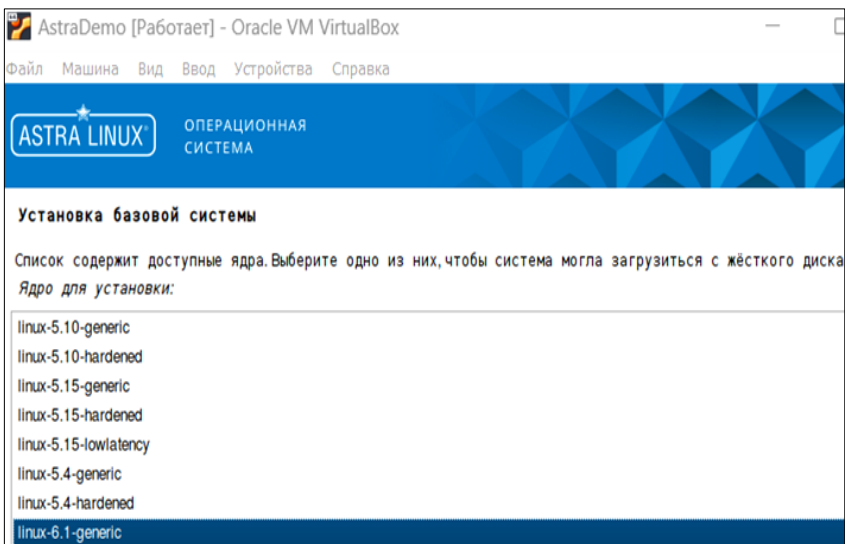 AstraDemo [Работает] - Oracle VM VirtualBox
Файл Машина Вид Ввод Устройства Справка
ASTRA LINUX®
ОПЕРАЦИОННАЯ
СИСТЕМА
Установка базовой системы
Список содержит доступные ядра. Выберите одно из них, чтобы система могла загрузиться с жёсткого диска
Ядро для установки:
linux-5.10-generic
linux-5.10-hardened
linux-5.15-generic
linux-5.15-hardened
linux-5.15-lowlatency
linux-5.4-generic
linux-5.4-hardened
linux-6.1-generic